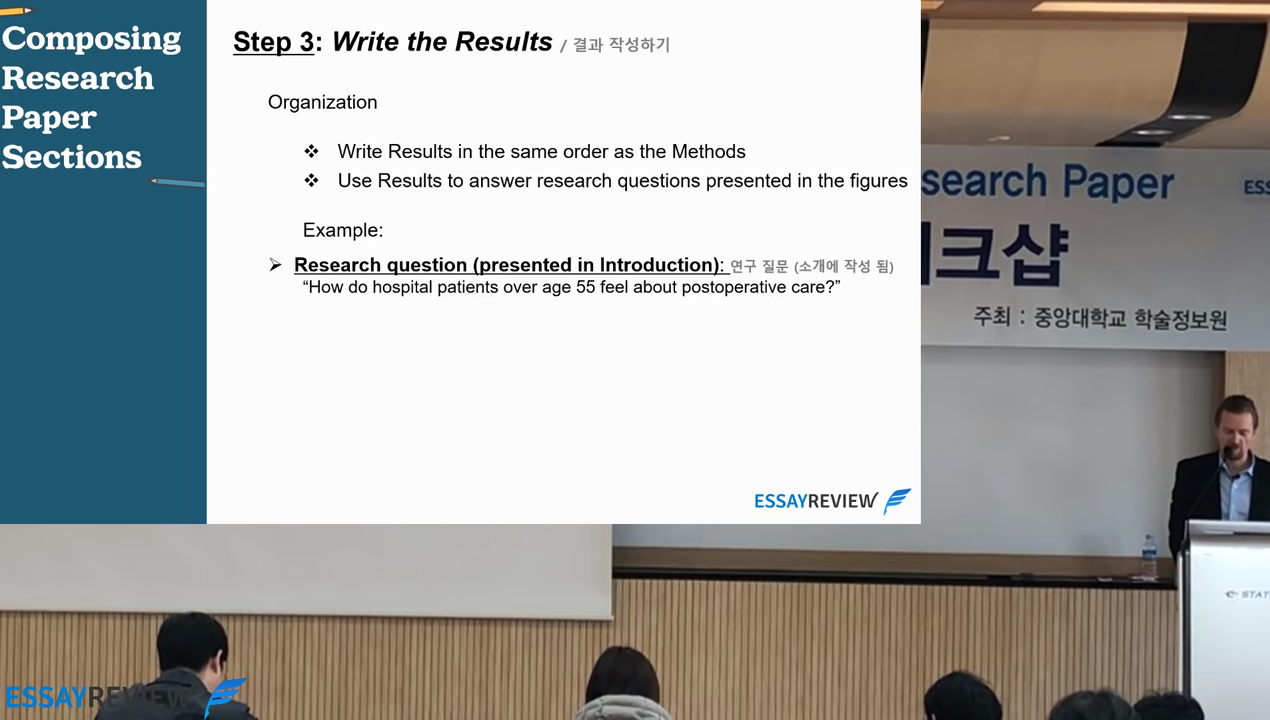 Composing
Research
Paper
Sections
Step 3: Write the Results / 결과 작성하기
Organization
❖ Write Results in the same order as the Methods
❖ Use Results to answer research questions presented in the figures
Example:
➢ Research question (presented in Introduction): 연구 질문 (소개에 작성 됨)
“How do hospital patients over age 55 feel about postoperative care?”
ESSAYREVIEW
search Paper
크샵
주최 : 중앙대학교 학술정보원
ESSAYREVIEW